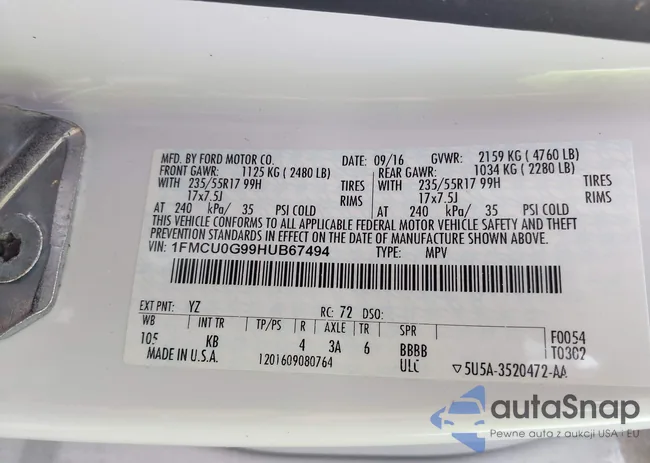 MFD. BY FORD MOTOR CO. DATE: 09/16 GVWR: 2159 KG ( 4760 LB)
FRONT GAWR: 1125 KG ( 2480 LB) REAR GAWR: 1034 KG ( 2280 LB)
WITH 235/55R17 99H TIRES WITH 235/55R17 99H TIRES
17x7.5J RIMS 17x7.5J RIMS
AT 240 kPa/ 35 PSI COLD AT 240 kPa/ 35 PSI COLD
THIS VEHICLE CONFORMS TO ALL APPLICABLE FEDERAL MOTOR VEHICLE SAFETY AND THEFT
PREVENTION STANDARDS IN EFFECT ON THE DATE OF MANUFACTURE SHOWN ABOVE.
VIN: 1FMCU0G99HUB67494 TYPE: MPV
EXT PNT: YZ RC: 72 DSO:
WB INT TR TP/PS R AXLE TR SPR F0054
105 KB 4 3A 6 BBBB T0302
MADE IN U.S.A. 1201609080764 ULC ▽5U5A-3520472-AA
autoSnap
Pewne auta z aukcji USA i EU